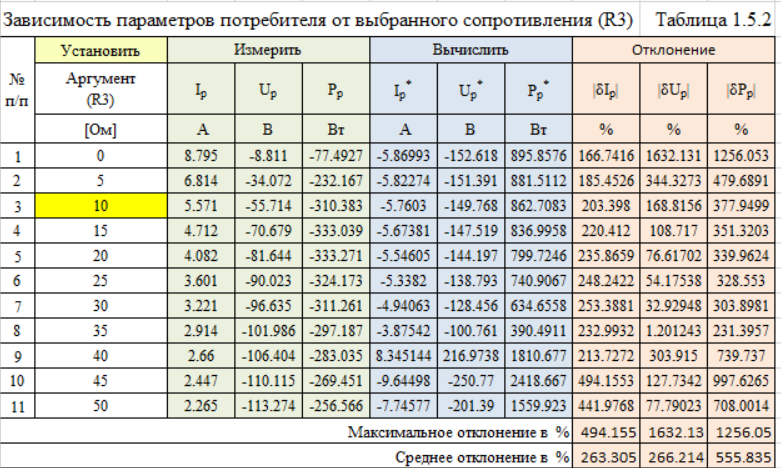 Зависимость параметров потребителя от выбранного сопротивления (R3) Таблица 1.5.2
Установить Измерить Вычислить Отклонение
№ п/п Аргумент (R3) Iр Uр Pр Iр* Uр* Pр* |δIр| |δUр| |δPр|
[Ом] А В Вт А В Вт % % %
1 0 8.795 -8.811 -77.4927 -5.86993 -152.618 895.8576 166.7416 1632.131 1256.053
2 5 6.814 -34.072 -232.167 -5.82274 -151.391 881.5112 185.4526 344.3273 479.6891
3 10 5.571 -55.714 -310.383 -5.7603 -149.768 862.7083 203.398 168.8156 377.9499
4 15 4.712 -70.679 -333.039 -5.67381 -147.519 836.9958 220.412 108.717 351.3203
5 20 4.082 -81.644 -333.271 -5.54605 -144.197 799.7246 235.8659 76.61702 339.9624
6 25 3.601 -90.023 -324.173 -5.3382 -138.793 740.9067 248.2422 54.17538 328.553
7 30 3.221 -96.635 -311.261 -4.94063 -128.456 634.6558 253.3881 32.92948 303.8981
8 35 2.914 -101.986 -297.187 -3.87542 -100.761 390.4911 232.9932 1.201243 231.3957
9 40 2.66 -106.404 -283.035 8.345144 216.9738 1810.677 213.7272 303.915 739.737
10 45 2.447 -110.115 -269.451 -9.64498 -250.77 2418.667 494.1553 127.7342 997.6265
11 50 2.265 -113.274 -256.566 -7.74577 -201.39 1559.923 441.9768 77.79023 708.0014
Максимальное отклонение в % 494.155 1632.13 1256.05
Среднее отклонение в % 263.305 266.214 555.835